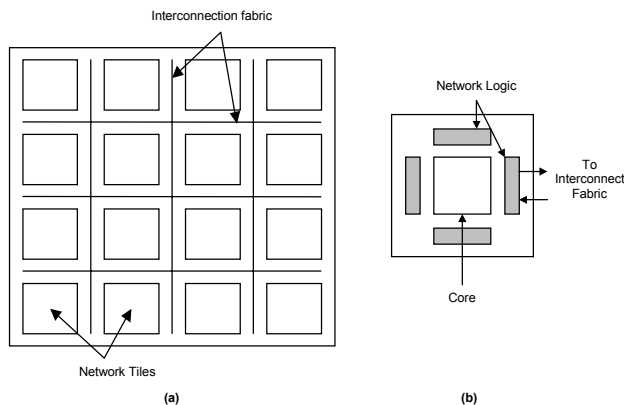 Interconnection fabric
Network Tiles
(a)
Network Logic
To
Interconnect
Fabric
Core
(b)